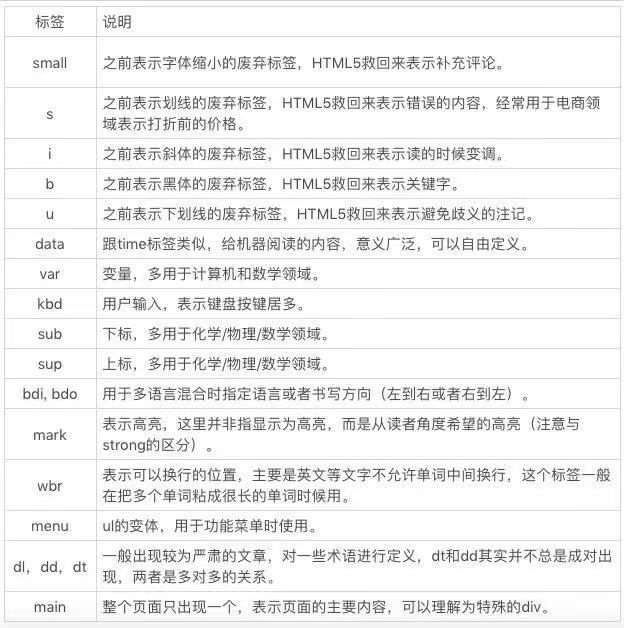 标签 说明
small 之前表示字体缩小的废弃标签，HTML5救回来表示补充评论。
s 之前表示划线的废弃标签，HTML5救回来表示错误的内容，经常用于电商领
域表示打折前的价格。
i 之前表示斜体的废弃标签，HTML5救回来表示读的时候变调。
b 之前表示黑体的废弃标签，HTML5救回来表示关键字。
u 之前表示下划线的废弃标签，HTML5救回来表示避免歧义的注记。
data 跟time标签类似，给机器阅读的内容，意义广泛，可以自由定义。
var 变量，多用于计算机和数学领域。
kbd 用户输入，表示键盘按键居多。
sub 下标，多用于化学/物理/数学领域。
sup 上标，多用于化学/物理/数学领域。
bdi, bdo 用于多语言混合时指定语言或者书写方向（左到右或者右到左）。
mark 表示高亮，这里并非指显示为高亮，而是从读者角度希望的高亮（注意与
strong的区分）。
wbr 表示可以换行的位置，主要是英文等文字不允许单词中间换行，这个标签一般
在把多个单词粘成很长的单词时候用。
menu ul的变体，用于功能菜单时使用。
dl，dd，dt 一般出现较为严肃的文章，对一些术语进行定义，dt和dd其实并不总是成对出
现，两者是多对多的关系。
main 整个页面只出现一个，表示页面的主要内容，可以理解为特殊的div。